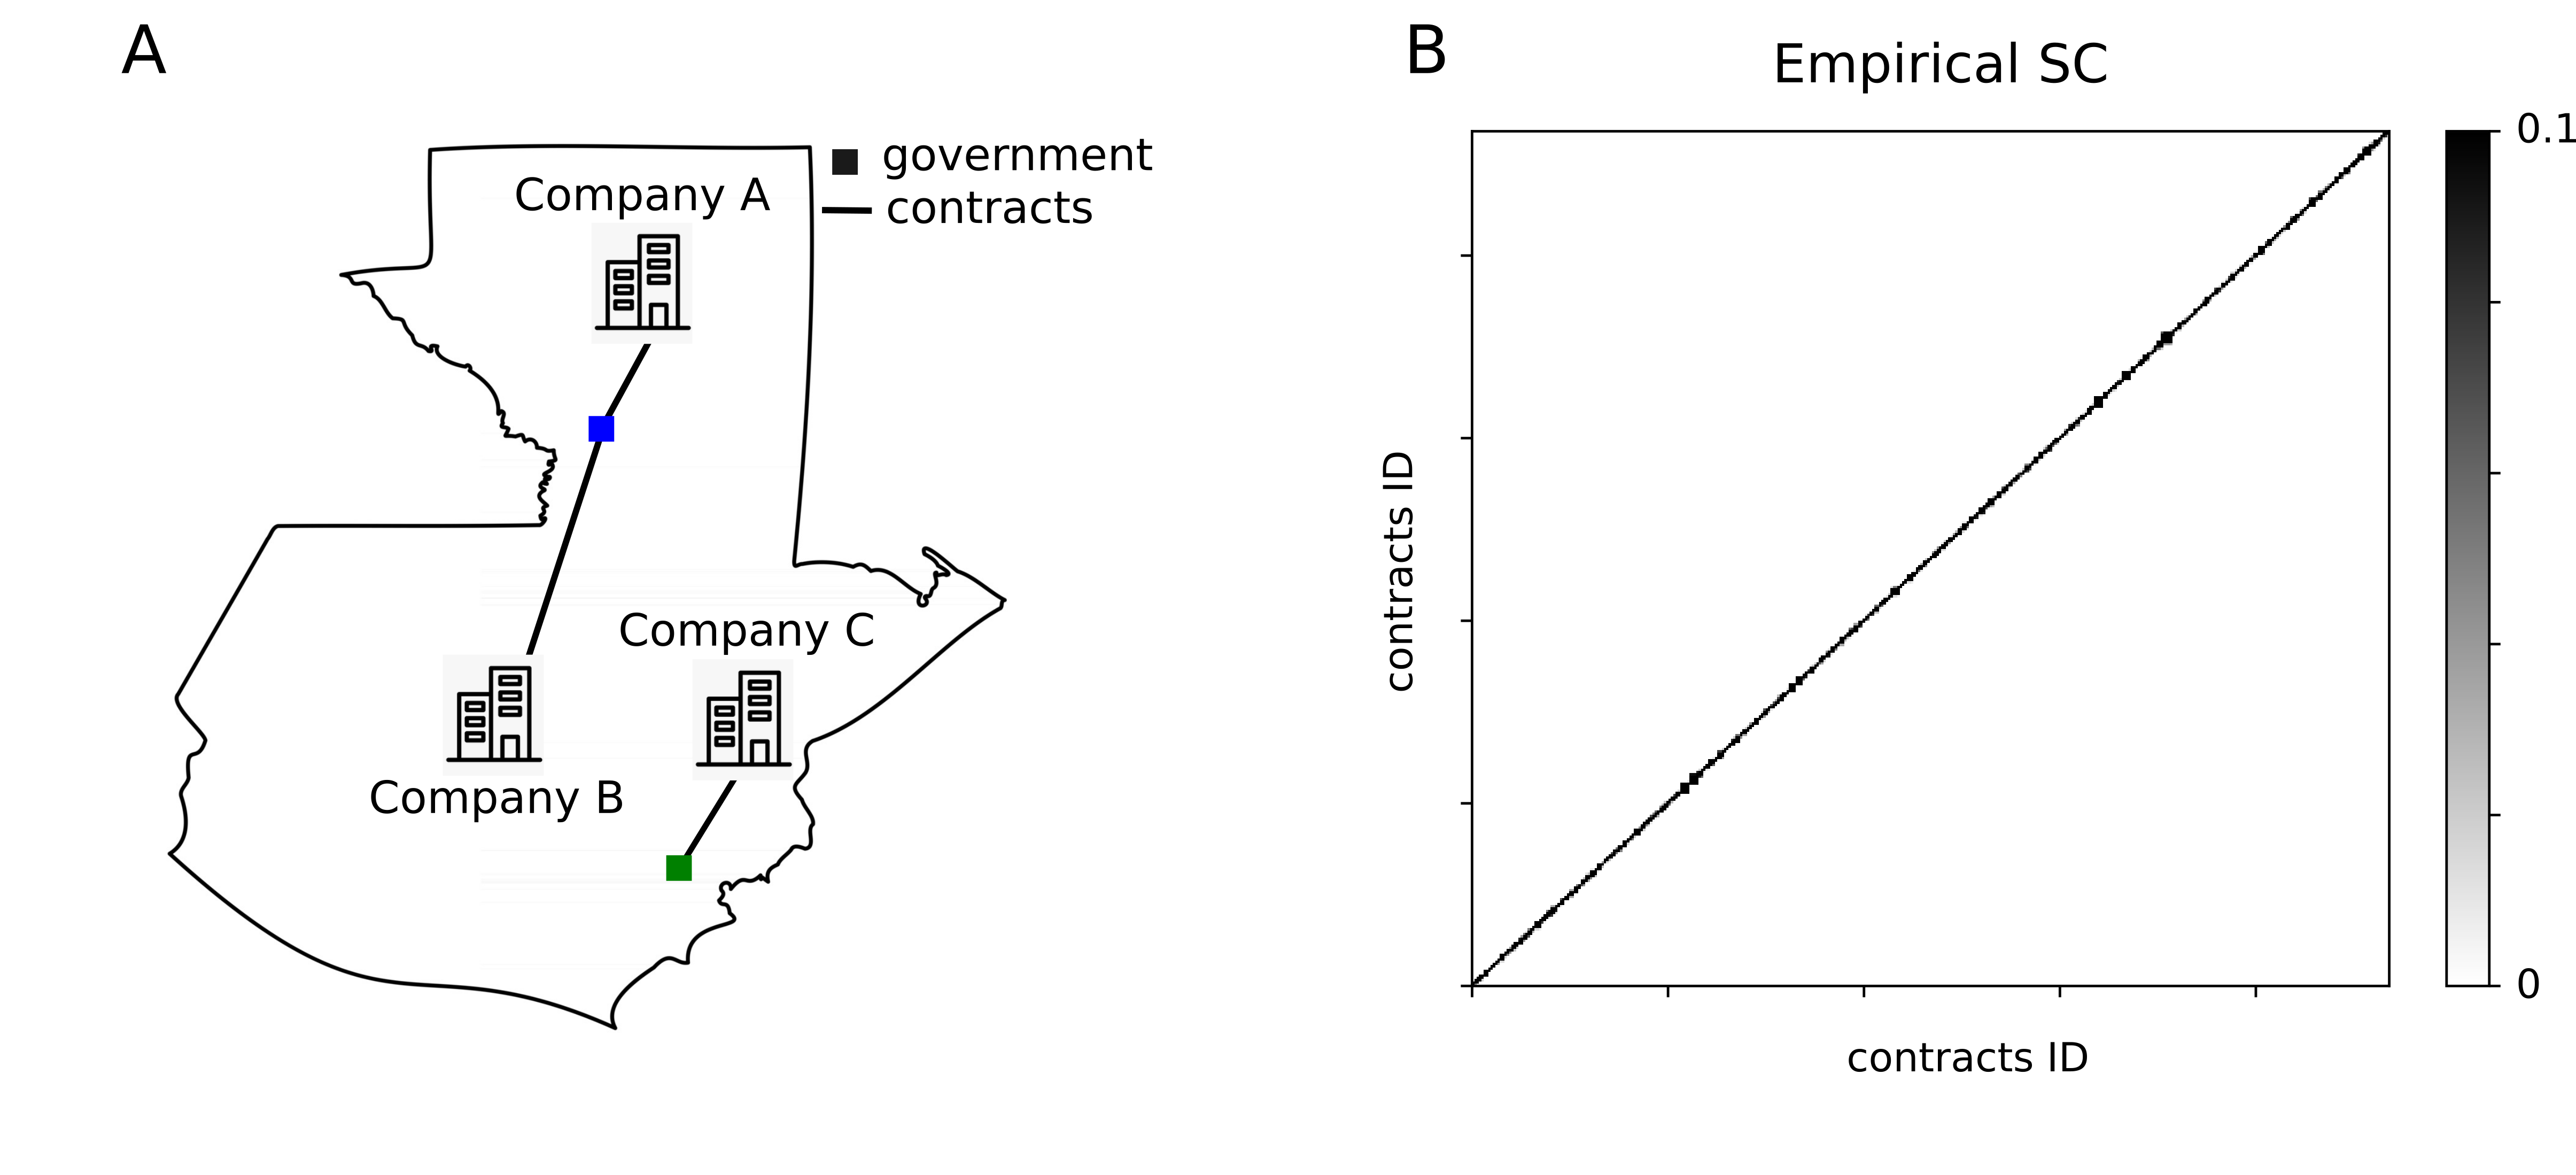 A
government
contracts
Company A
Company C
Company B
B
Empirical SC
contracts ID
contracts ID
0.1
0